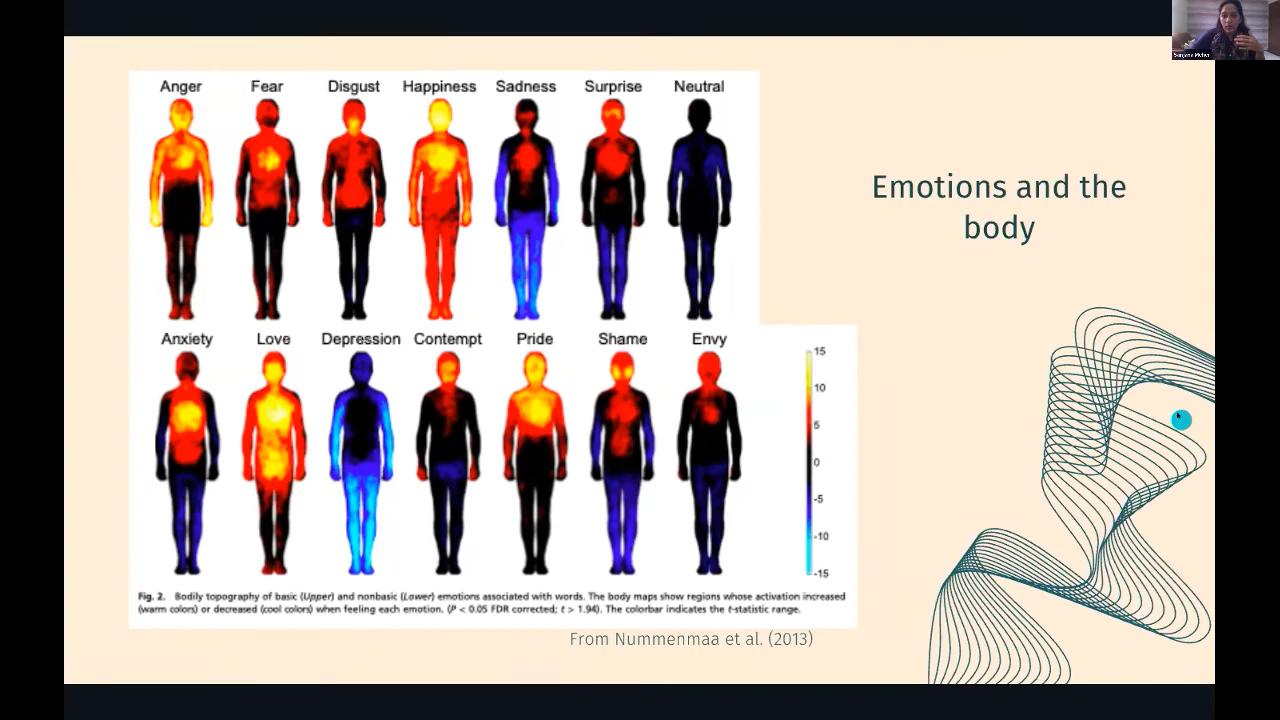 Sanjana Meher
Anger Fear Disgust Happiness Sadness Surprise Neutral
Emotions and the
body
Anxiety Love Depression Contempt Pride Shame Envy
15
10
5
0
-5
-10
-15
Fig. 2. Bodily topography of basic (Upper) and nonbasic (Lower) emotions associated with words. The body maps show regions whose activation increased
(warm colors) or decreased (cool colors) when feeling each emotion. (P < 0.05 FDR corrected; t > 1.94). The colorbar indicates the t-statistic range.
From Nummenmaa et al. (2013)